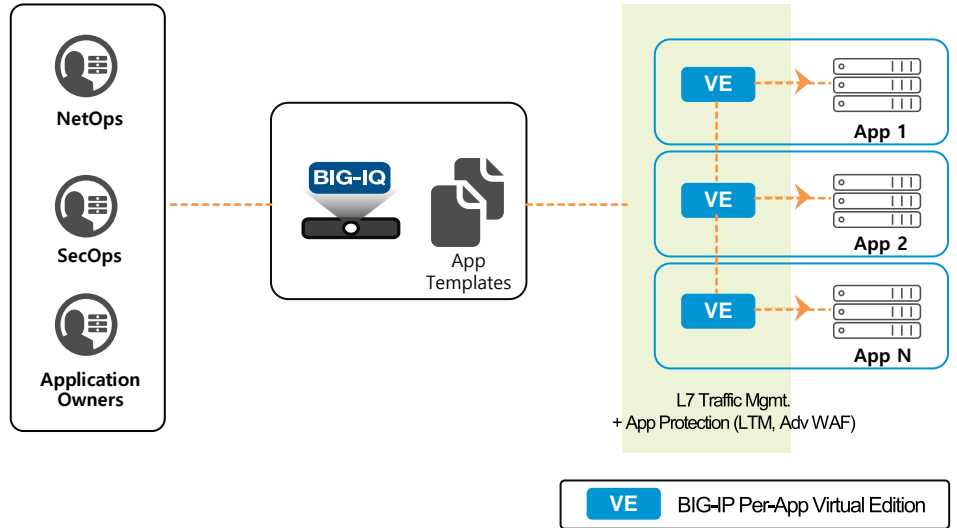 NetOps
SecOps
Application
Owners
BIG-IQ
App
Templates
VE
App 1
VE
App 2
VE
App N
L7 Traffic Mgmt.
+ App Protection (LTM, Adv WAF)
VE BIG-IP Per-App Virtual Edition